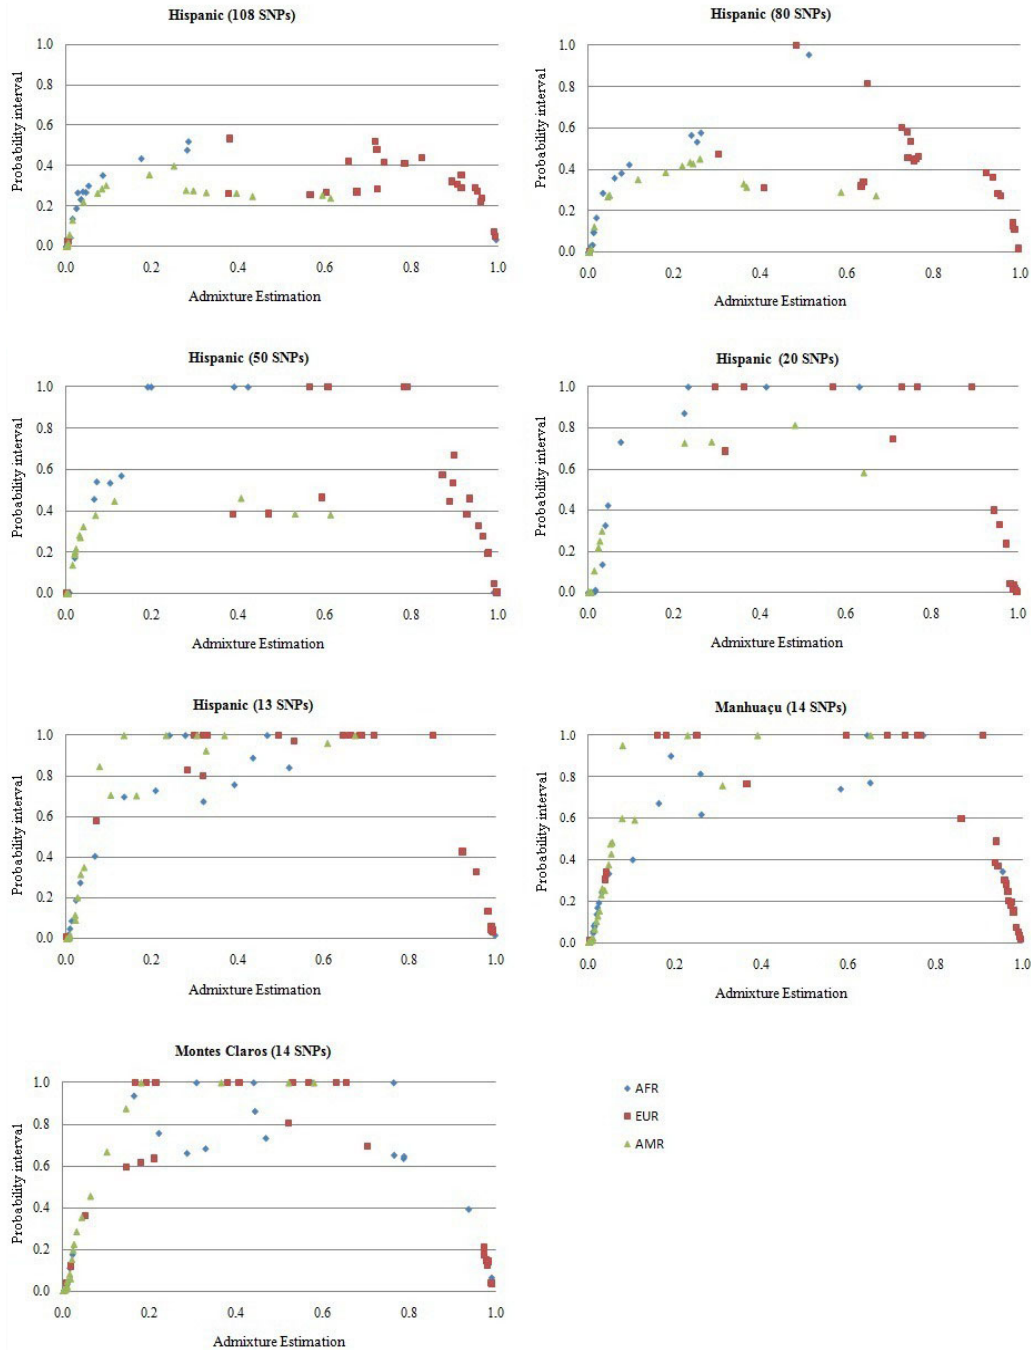 Hispanic (108 SNPs)
Probability interval
1.0
0.8
0.6
0.4
0.2
0.0
0.0 0.2 0.4 0.6 0.8 1.0
Admixture Estimation
Hispanic (80 SNPs)
Probability interval
1.0
0.8
0.6
0.4
0.2
0.0
0.0 0.2 0.4 0.6 0.8 1.0
Admixture Estimation
Hispanic (50 SNPs)
Probability interval
1.0
0.8
0.6
0.4
0.2
0.0
0.0 0.2 0.4 0.6 0.8 1.0
Admixture Estimation
Hispanic (20 SNPs)
Probability interval
1.0
0.8
0.6
0.4
0.2
0.0
0.0 0.2 0.4 0.6 0.8 1.0
Admixture Estimation
Hispanic (13 SNPs)
Probability interval
1.0
0.8
0.6
0.4
0.2
0.0
0.0 0.2 0.4 0.6 0.8 1.0
Admixture Estimation
Manhuaçu (14 SNPs)
Probability interval
1.0
0.8
0.6
0.4
0.2
0.0
0.0 0.2 0.4 0.6 0.8 1.0
Admixture Estimation
Montes Claros (14 SNPs)
Probability interval
1.0
0.8
0.6
0.4
0.2
0.0
0.0 0.2 0.4 0.6 0.8 1.0
Admixture Estimation
AFR
EUR
AMR